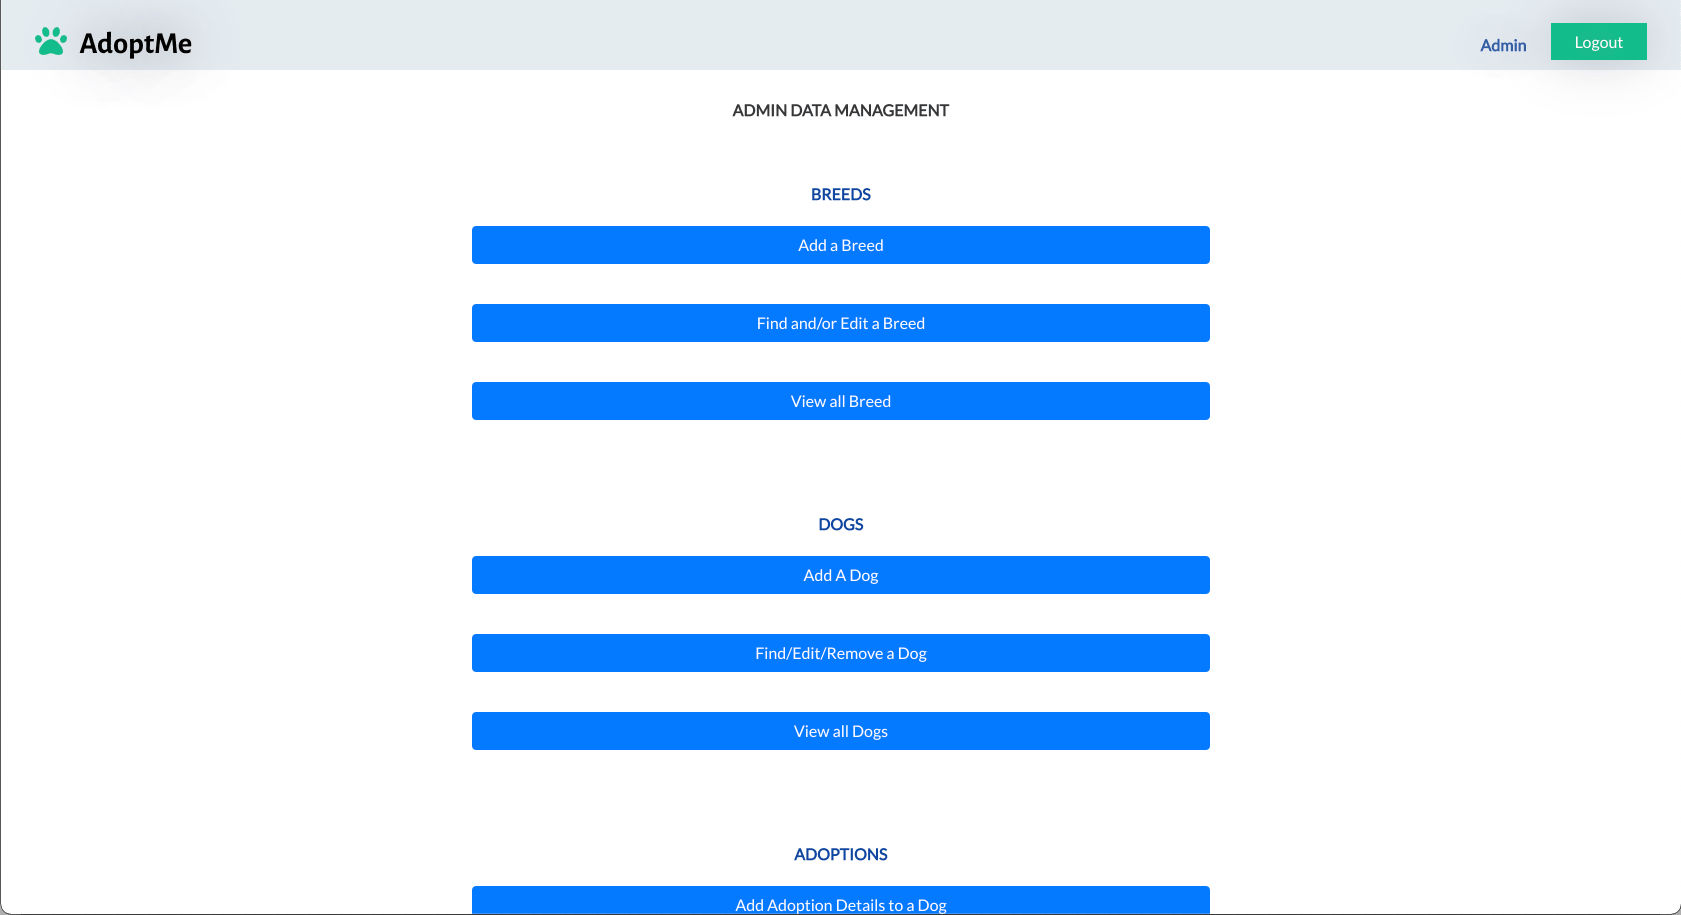 AdoptMe
Admin
Logout
ADMIN DATA MANAGEMENT
BREEDS
Add a Breed
Find and/or Edit a Breed
View all Breed
DOGS
Add A Dog
Find/Edit/Remove a Dog
View all Dogs
ADOPTIONS
Add Adoption Details to a Dog